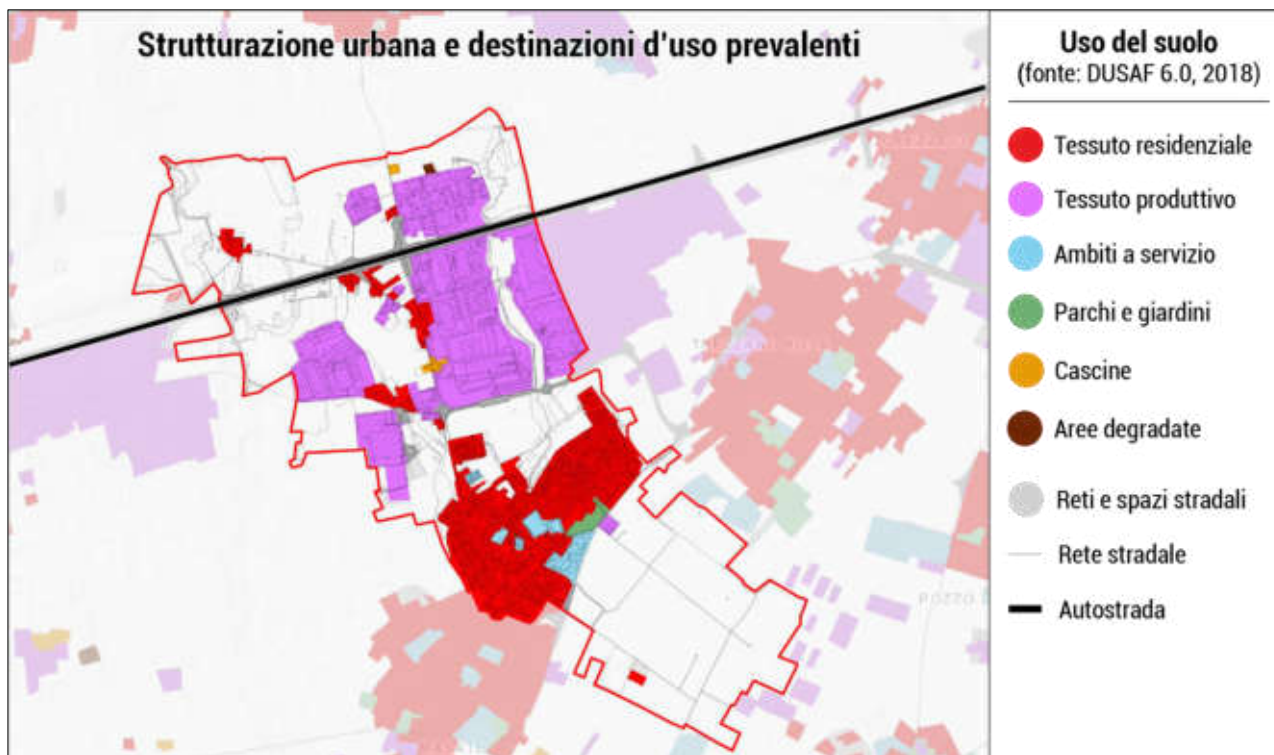 Strutturazione urbana e destinazioni d'uso prevalenti
Uso del suolo
(fonte: DUSAF 6.0, 2018)
Tessuto residenziale
Tessuto produttivo
Ambiti a servizio
Parchi e giardini
Cascine
Aree degradate
Reti e spazi stradali
Rete stradale
Autostrada